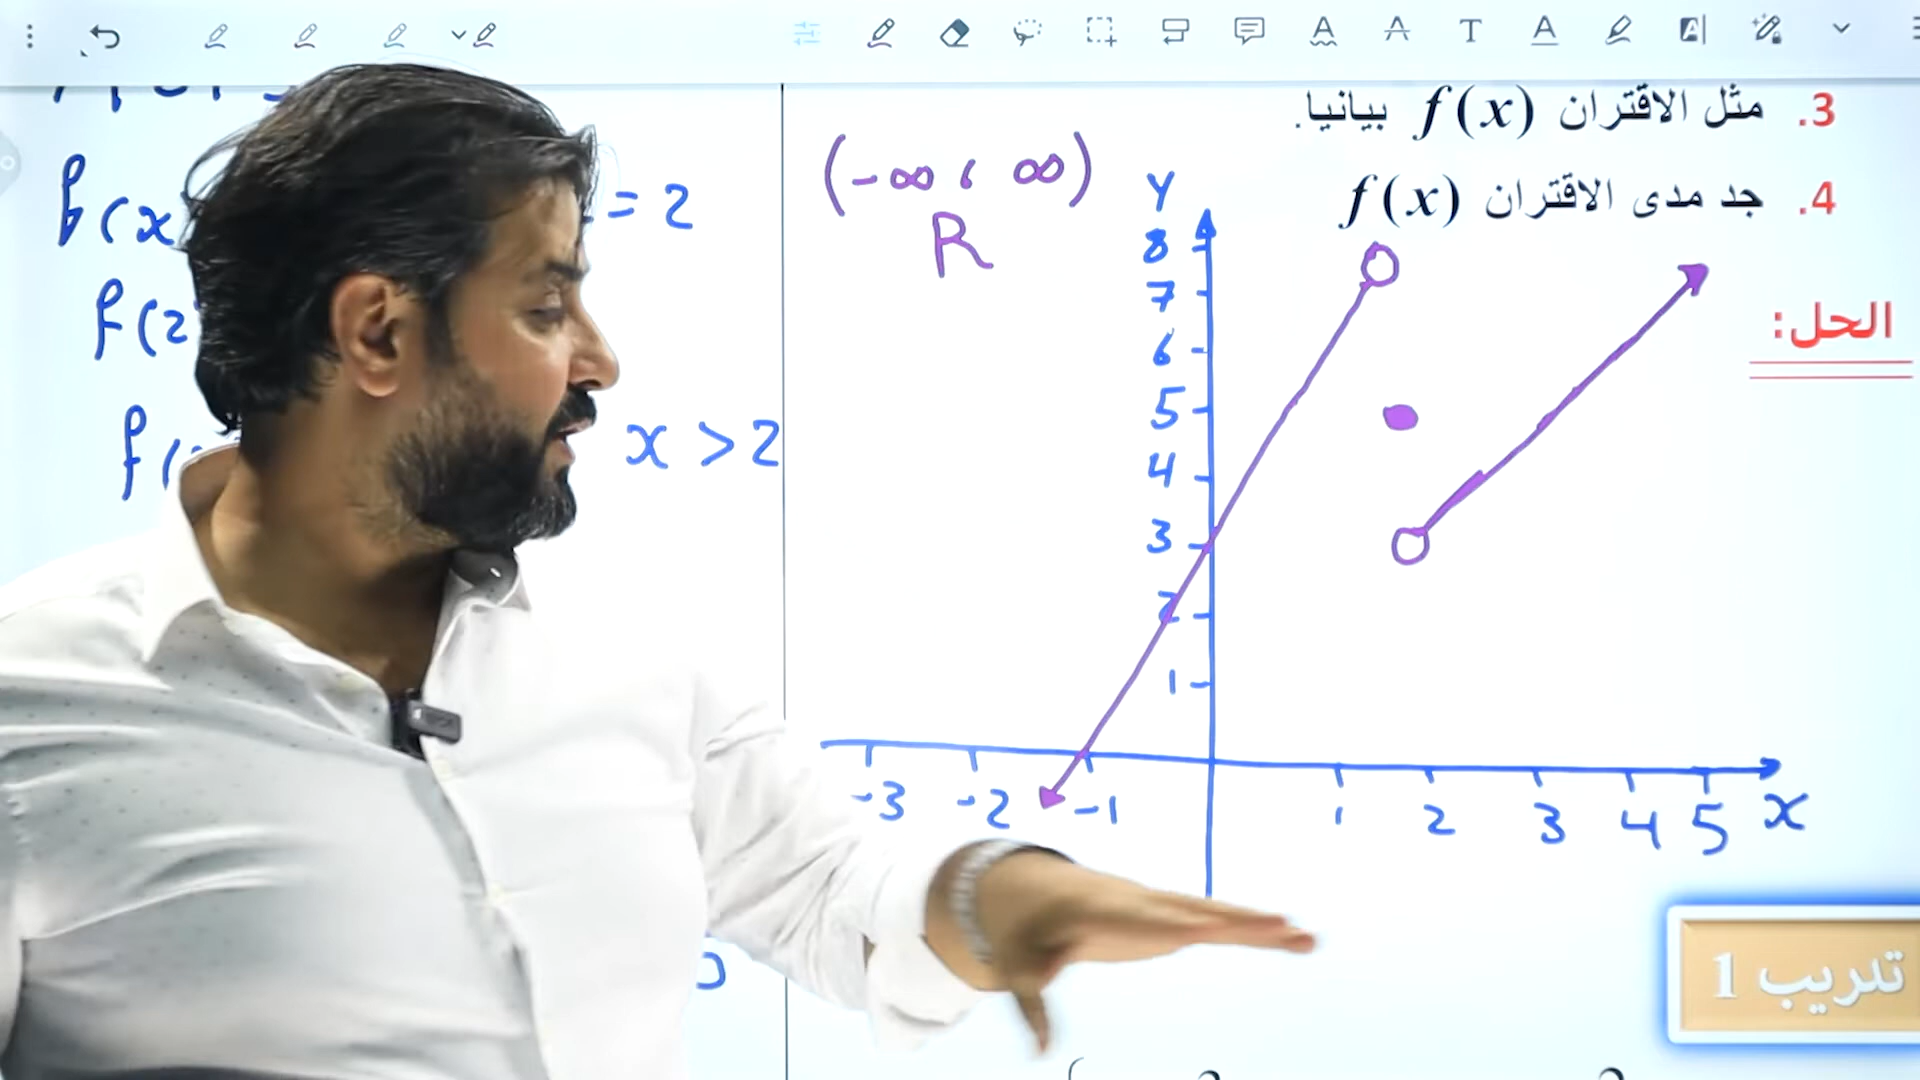 3. مثل الاقتران f(x) بيانيا.
4. جد مدى الاقتران f(x)
الحل:
(-∞ ، ∞)
R
f(x
= 2
f(2
f(
x > 2
Y
8
7
6
5
4
3
2
1
-3 -2 -1 1 2 3 4 5 x
تدريب 1